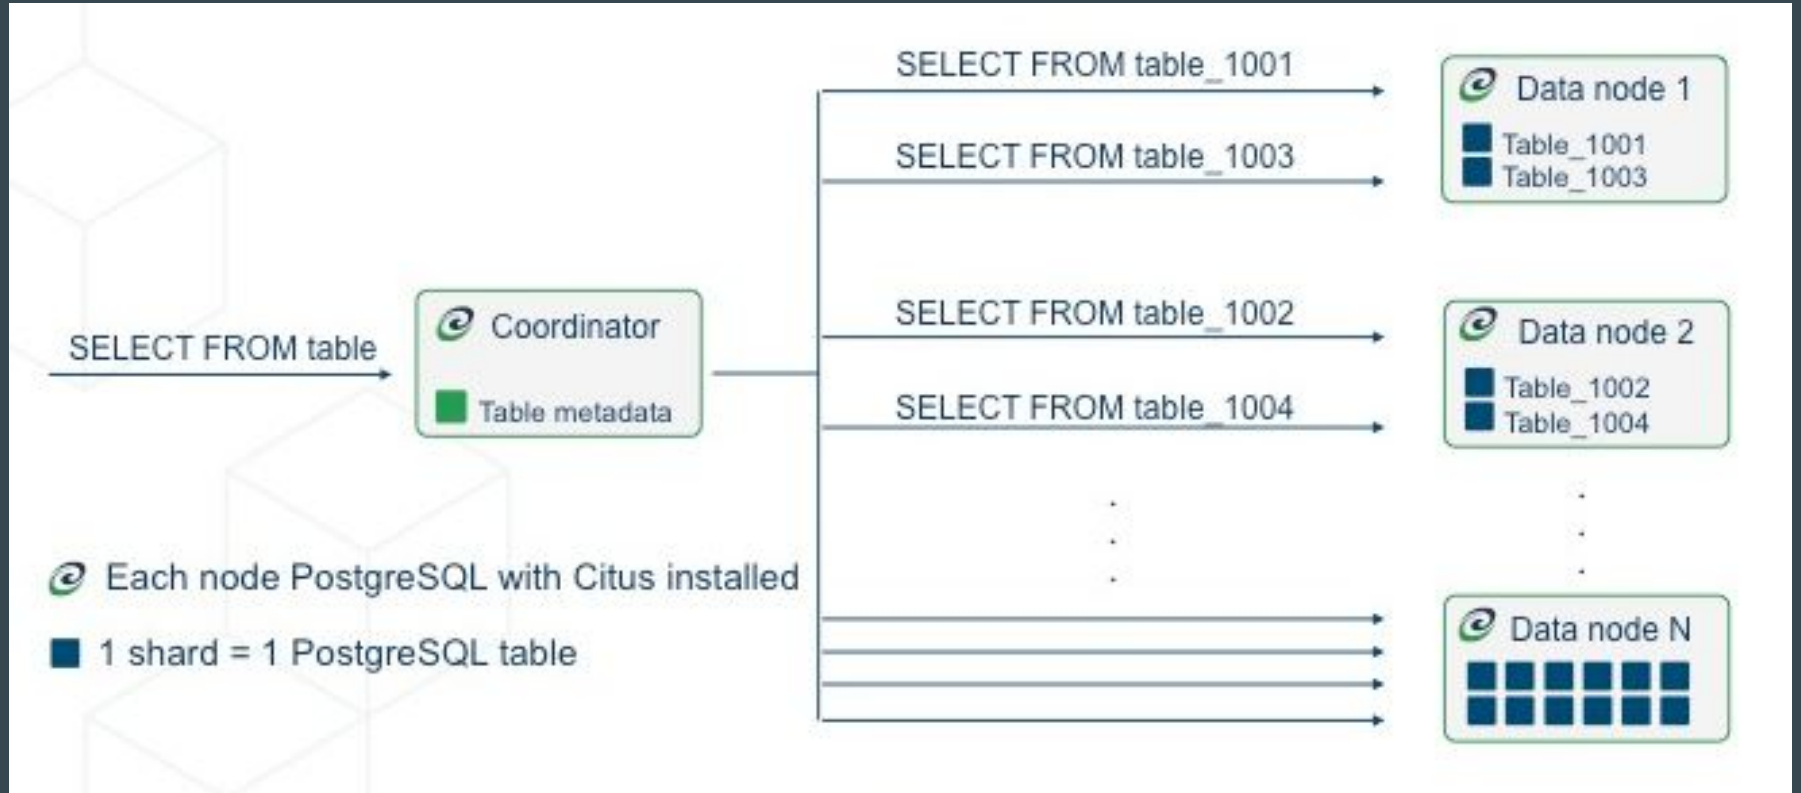 SELECT FROM table_1001
Data node 1
Table_1001
Table_1003
SELECT FROM table_1003
SELECT FROM table_1002
Data node 2
Table_1002
Table_1004
SELECT FROM table_1004
SELECT FROM table
Coordinator
Table metadata
Each node PostgreSQL with Citus installed
1 shard = 1 PostgreSQL table
Data node N